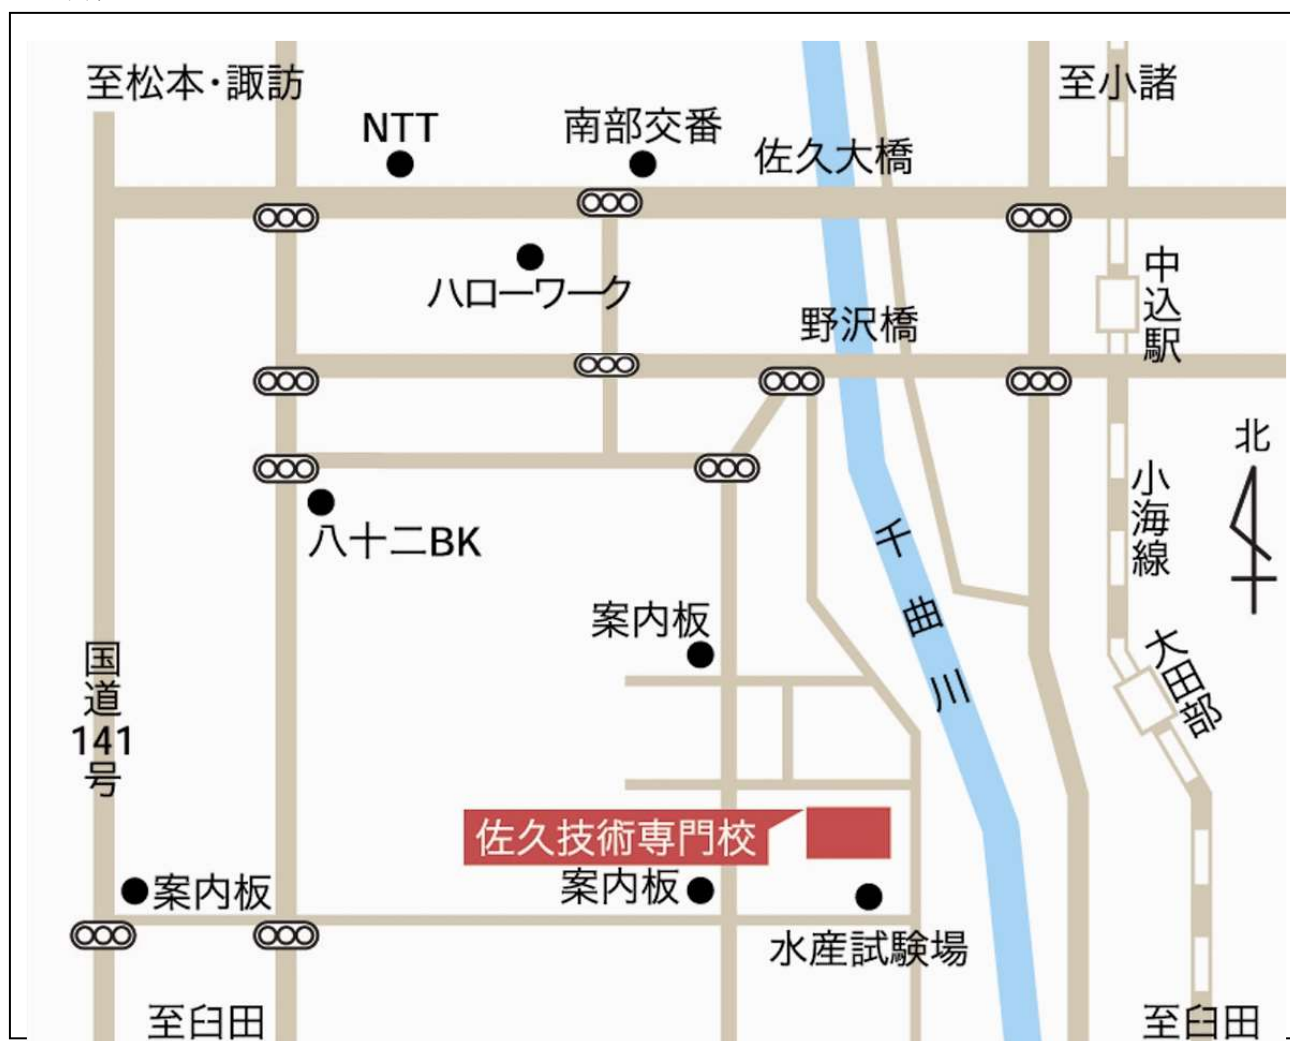 至松本・諏訪
至小諸
NTT
南部交番
佐久大橋
ハローワーク
中込駅
野沢橋
北
小海線
八十二BK
千曲川
案内板
大田部
国道
141
号
佐久技術専門校
案内板
案内板
水産試験場
至臼田
至臼田